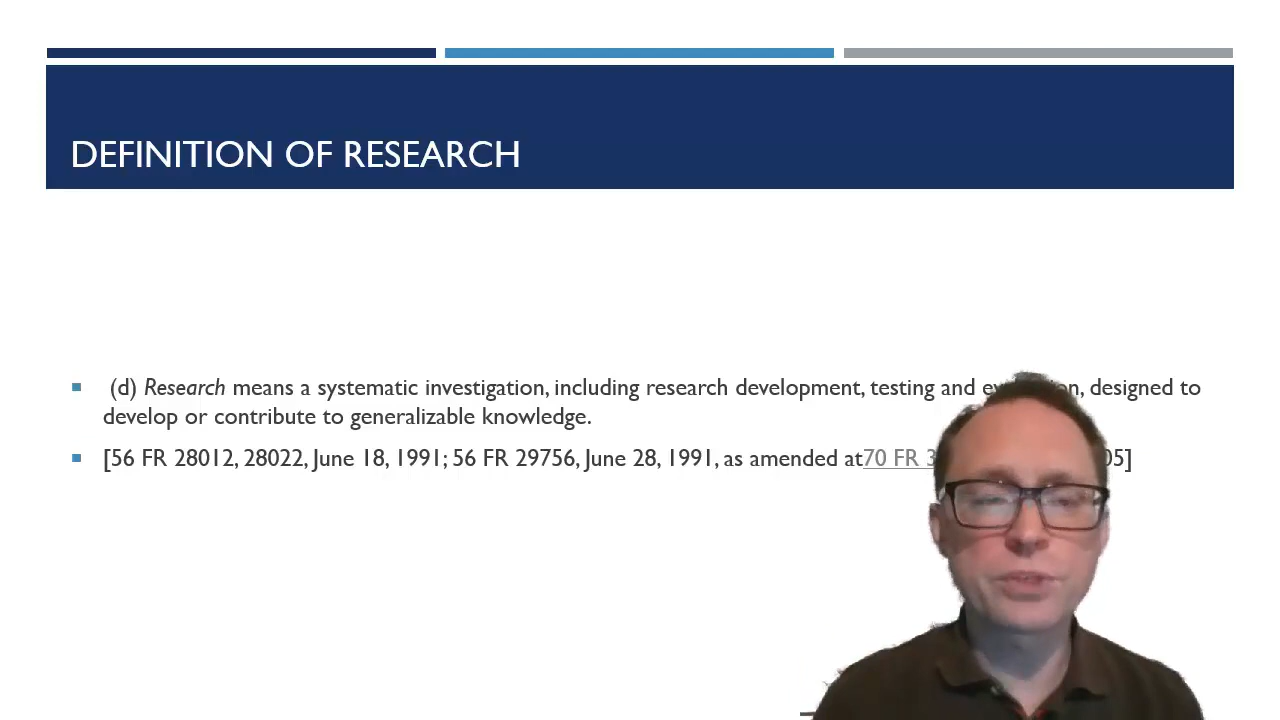 DEFINITION OF RESEARCH
(d) Research means a systematic investigation, including research development, testing and designed to
develop or contribute to generalizable knowledge.
[56 FR 28012, 28022, June 18, 1991; 56 FR 29756, June 28, 1991, as amended at 70 FR 3 05]